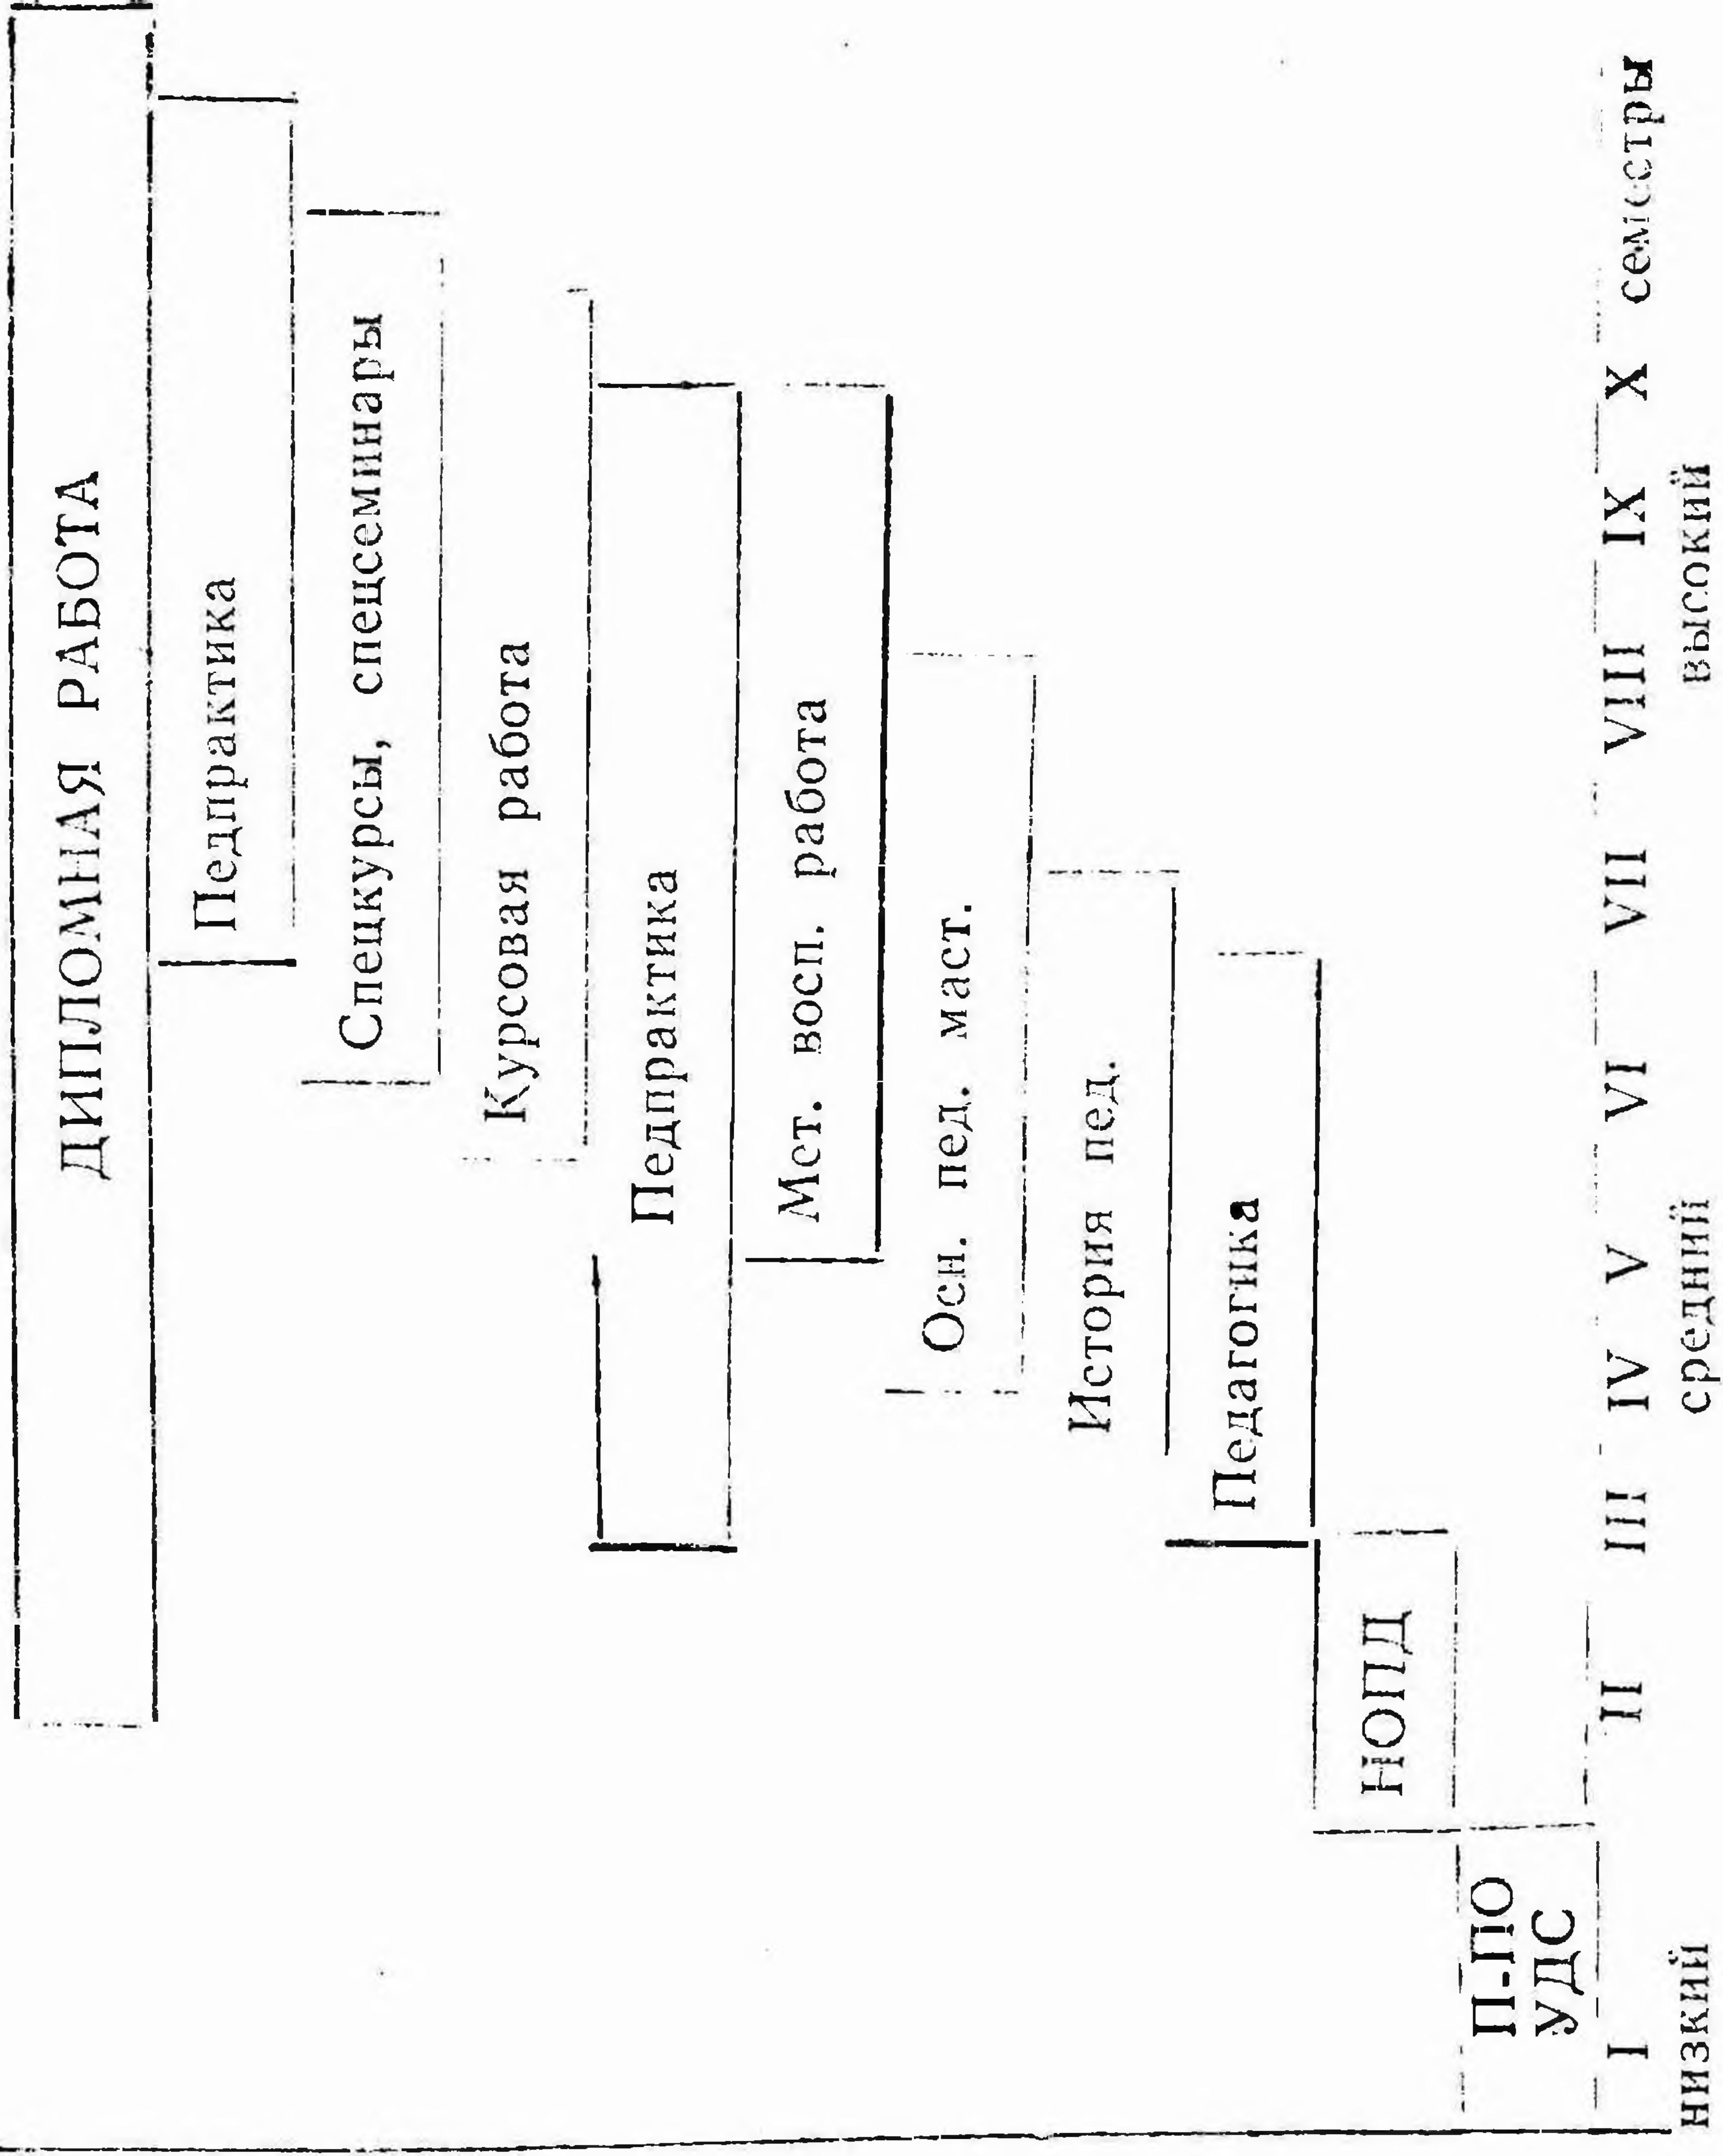 ДИПЛОМНАЯ РАБОТА
Педпрактика
Спецкурсы, спецсеминары
Курсовая работа
Педпрактика
Мет. восп. работа
Осн. пед. маст.
История пед.
Педагогика
НОПД
П-ПО
УДС
I II III IV V VI VII VIII IX X семестры
низкий средний высокий